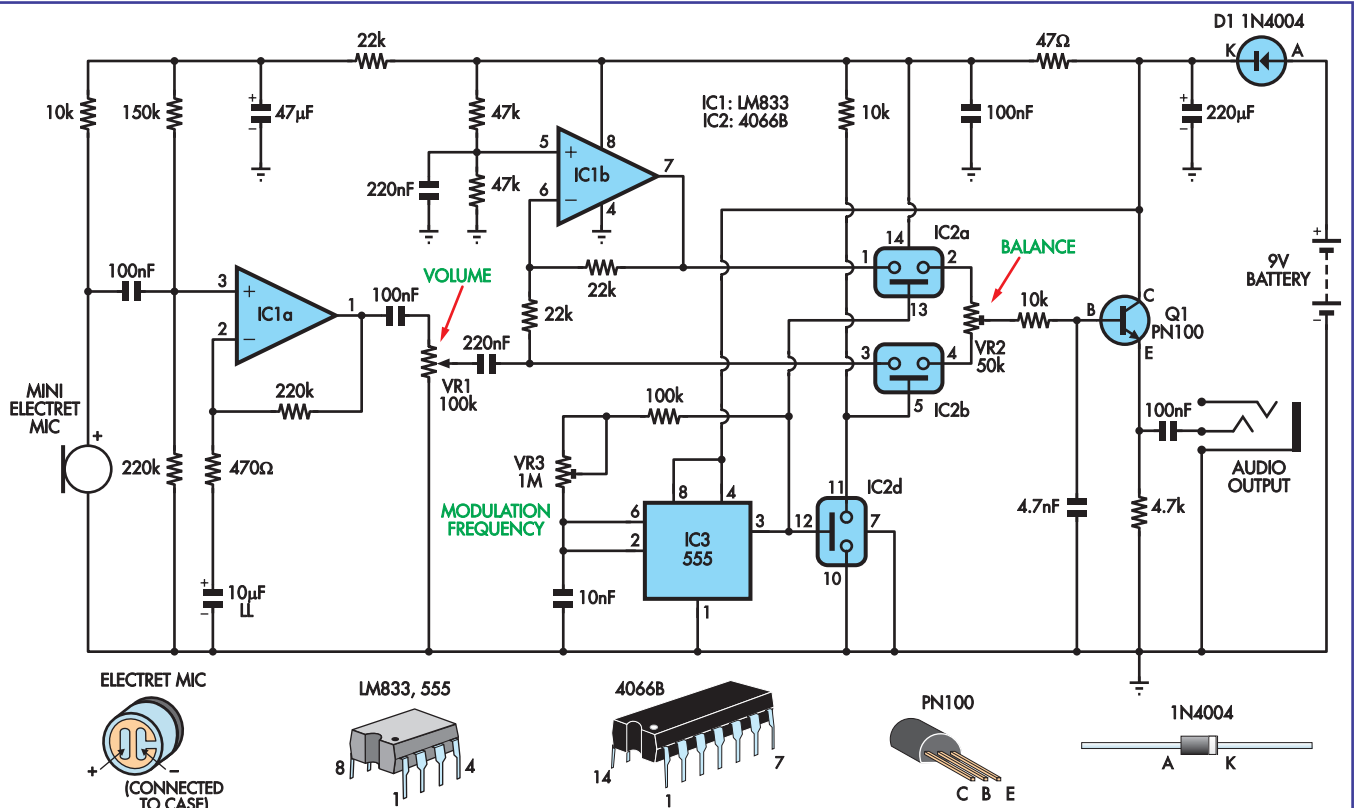 D1 1N4004
K
A
22k
47Ω
10k
150k
+
47µF
–
47k
IC1: LM833
IC2: 4066B
10k
100nF
+
220µF
–
5
+
8
IC1b
7
220nF
47k
6
–
4
14
IC2a
1
2
BALANCE
+
9V
BATTERY
–
100nF
VOLUME
22k
13
10k
B
C
Q1
PN100
E
3
+
IC1a
1
100nF
22k
2
–
220nF
3
4
VR2
50k
VR1
100k
5
IC2b
MINI
ELECTRET
MIC
+
220k
100k
100nF
AUDIO
OUTPUT
220k
470Ω
VR3
1M
8
4
11
IC2d
MODULATION
FREQUENCY
6
2
IC3
555
3
12
7
4.7nF
4.7k
10
+
10µF
LL
–
10nF
1
ELECTRET MIC
+
–
(CONNECTED
TO CASE)
LM833, 555
8
4
1
4066B
14
7
1
PN100
C B E
1N4004
A
K